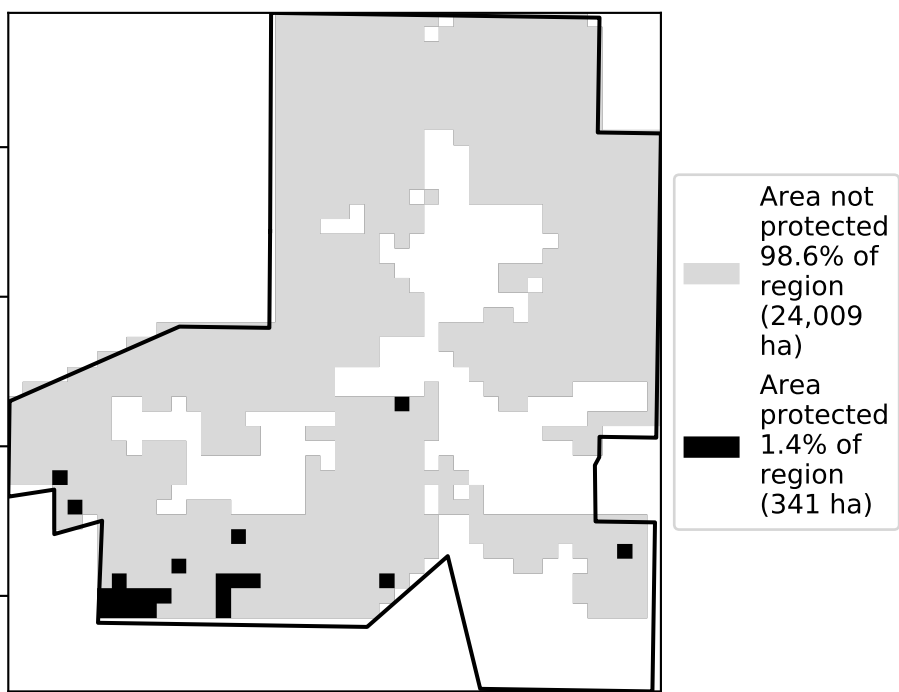 Area not
protected
98.6% of
region
(24,009
ha)
Area
protected
1.4% of
region
(341 ha)